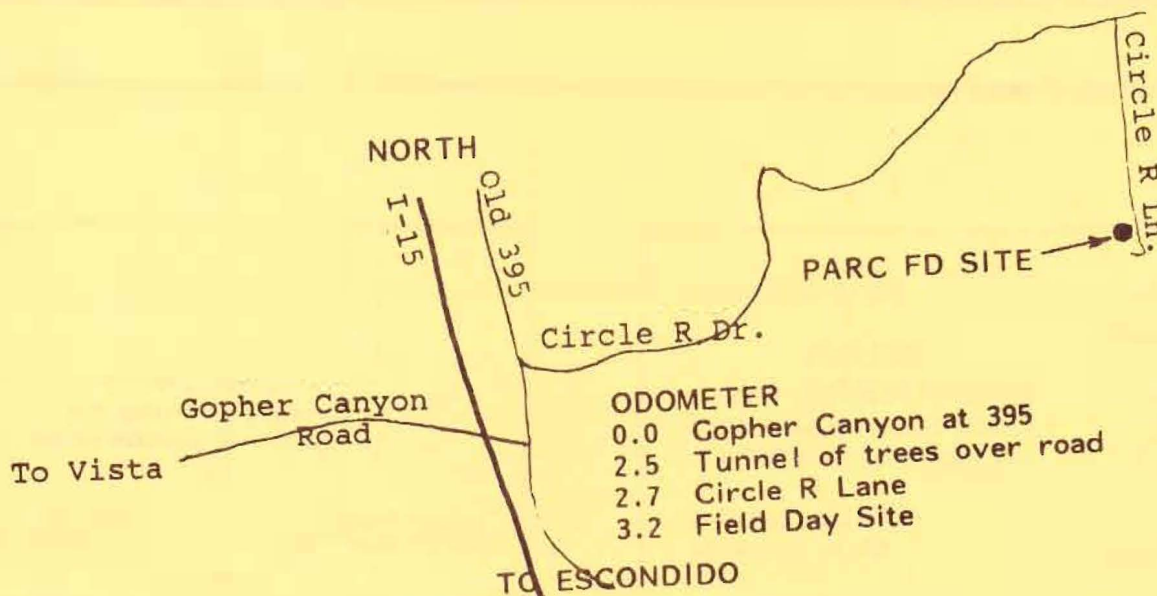 NORTH
I-15
Old 395
Circle R Ln.
PARC FD SITE
Circle R Dr.
Gopher Canyon
Road
To Vista
ODOMETER
0.0 Gopher Canyon at 395
2.5 Tunnel of trees over road
2.7 Circle R Lane
3.2 Field Day Site
TO ESCONDIDO